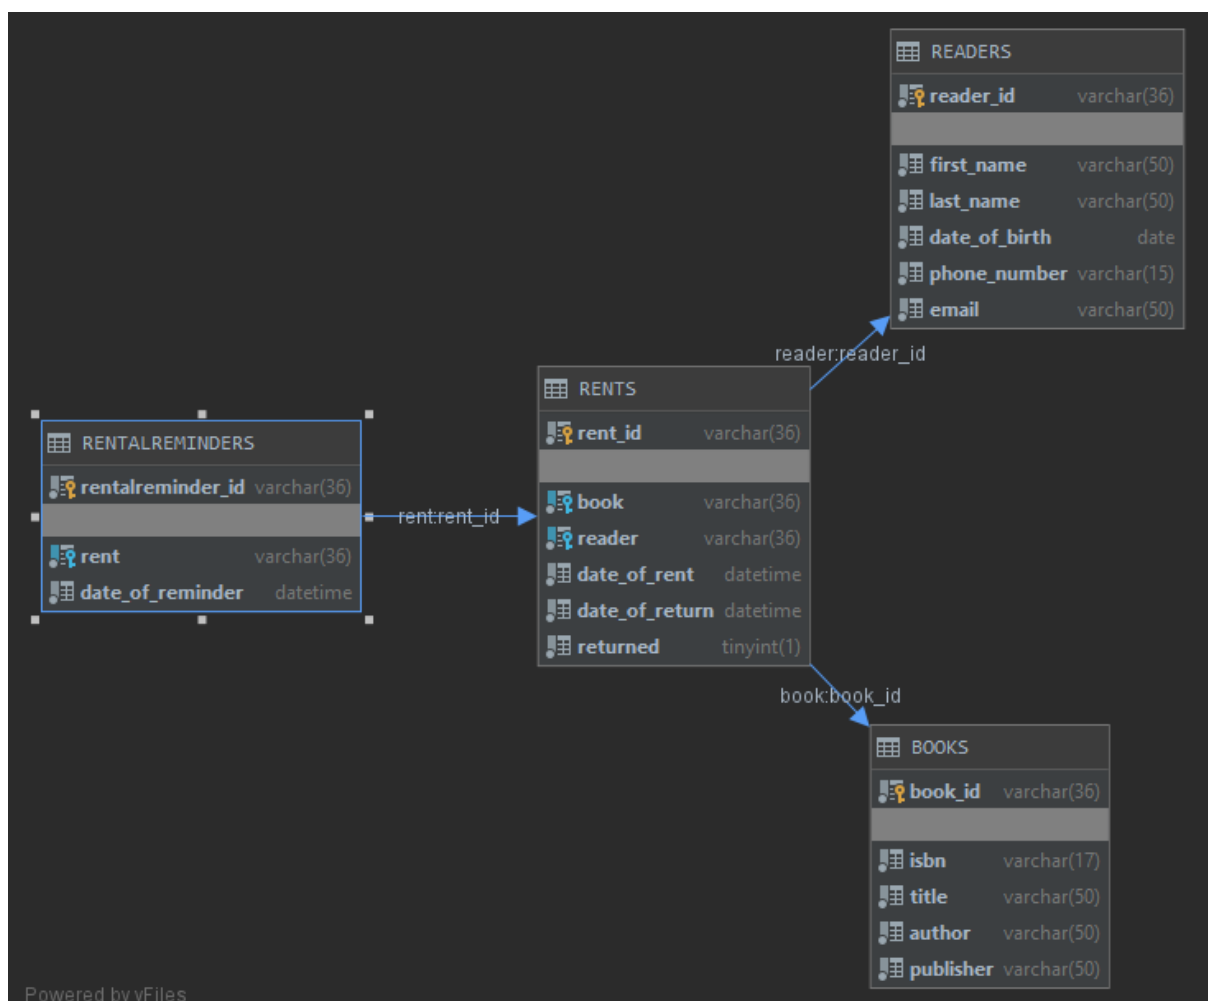 READERS
reader_id varchar(36)
first_name varchar(50)
last_name varchar(50)
date_of_birth date
phone_number varchar(15)
email varchar(50)
reader:reader_id
RENTS
rent_id varchar(36)
book varchar(36)
reader varchar(36)
date_of_rent datetime
date_of_return datetime
returned tinyint(1)
RENTALREMINDERS
rentalreminder_id varchar(36)
rent varchar(36)
date_of_reminder datetime
rent:rent_id
book:book_id
BOOKS
book_id varchar(36)
isbn varchar(17)
title varchar(50)
author varchar(50)
publisher varchar(50)
Powered by yFiles